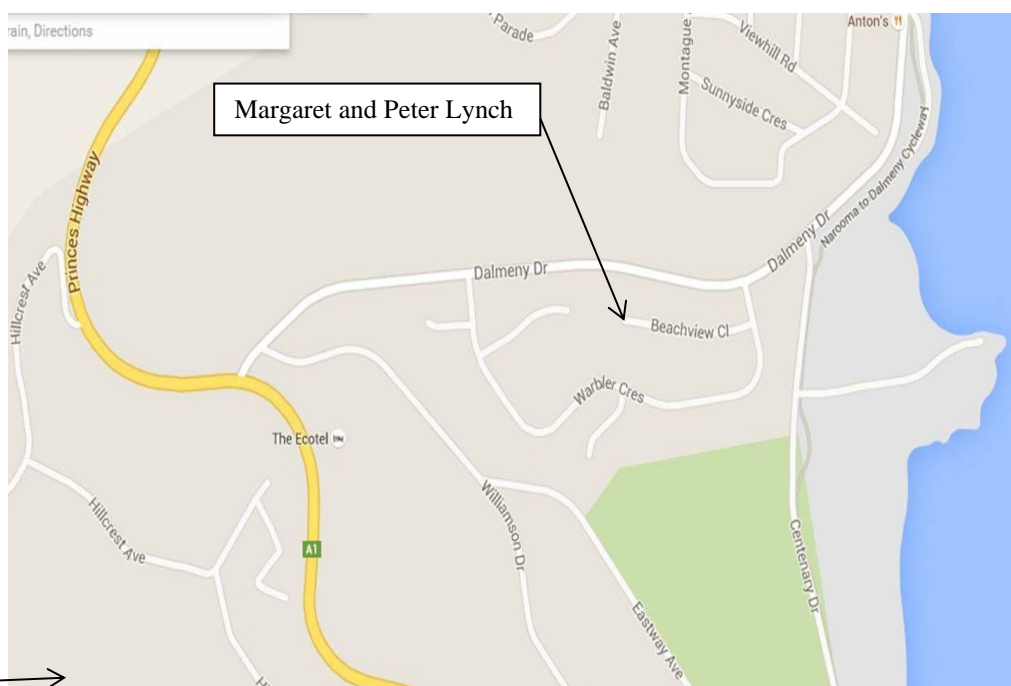 rain, Directions
Parade
Baldwin Ave
Montague
Viewhill Rd
Anton's
Sunnyside Cres
Margaret and Peter Lynch
Princes Highway
Narooma to Dalmeny Cycleway
Dalmeny Dr
Dalmeny Dr
Hillcrest Ave
Beachview Cl
Warbler Cres
The Ecotel
Williamson Dr
Hillcrest Ave
A1
Centenary Dr
Eastway Ave
Hi